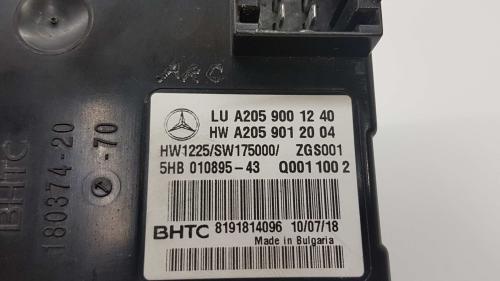 ARC
LU A205 900 12 40
HW A205 901 20 04
HW1225/SW175000/ ZGS001
5HB 010895-43 Q001 100 2
BHTC 8191814096 10/07/18
Made in Bulgaria
BHTC
180374-20
-70